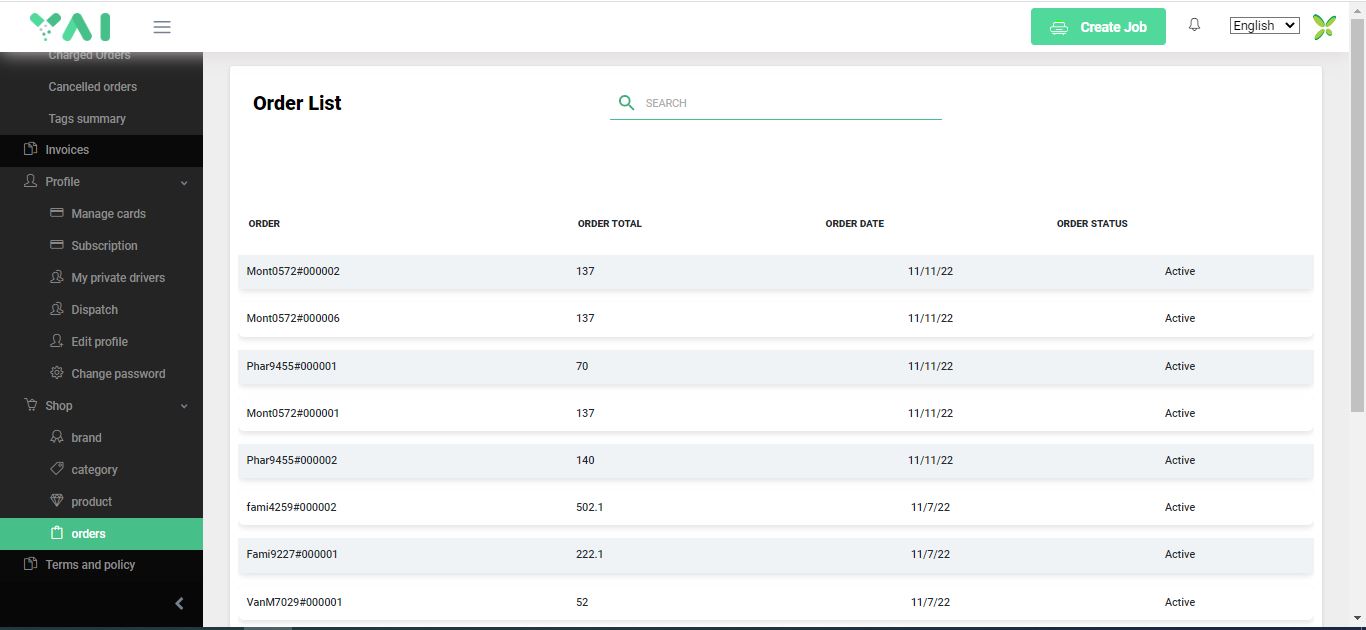 YAI
Create Job
English
Charged Orders
Cancelled orders
Tags summary
Invoices
Profile
Manage cards
Subscription
My private drivers
Dispatch
Edit profile
Change password
Shop
brand
category
product
orders
Terms and policy
Order List
SEARCH
ORDER ORDER TOTAL ORDER DATE ORDER STATUS
Mont0572#000002 137 11/11/22 Active
Mont0572#000006 137 11/11/22 Active
Phar9455#000001 70 11/11/22 Active
Mont0572#000001 137 11/11/22 Active
Phar9455#000002 140 11/11/22 Active
fami4259#000002 502.1 11/7/22 Active
Fami9227#000001 222.1 11/7/22 Active
VanM7029#000001 52 11/7/22 Active